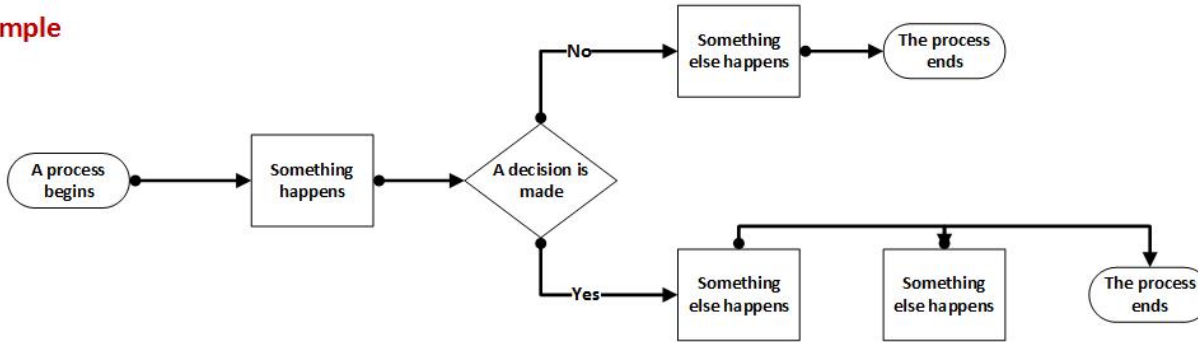 mple
No
Something
else happens
The process
ends
A process
begins
Something
happens
A decision is
made
Yes
Something
else happens
Something
else happens
The process
ends